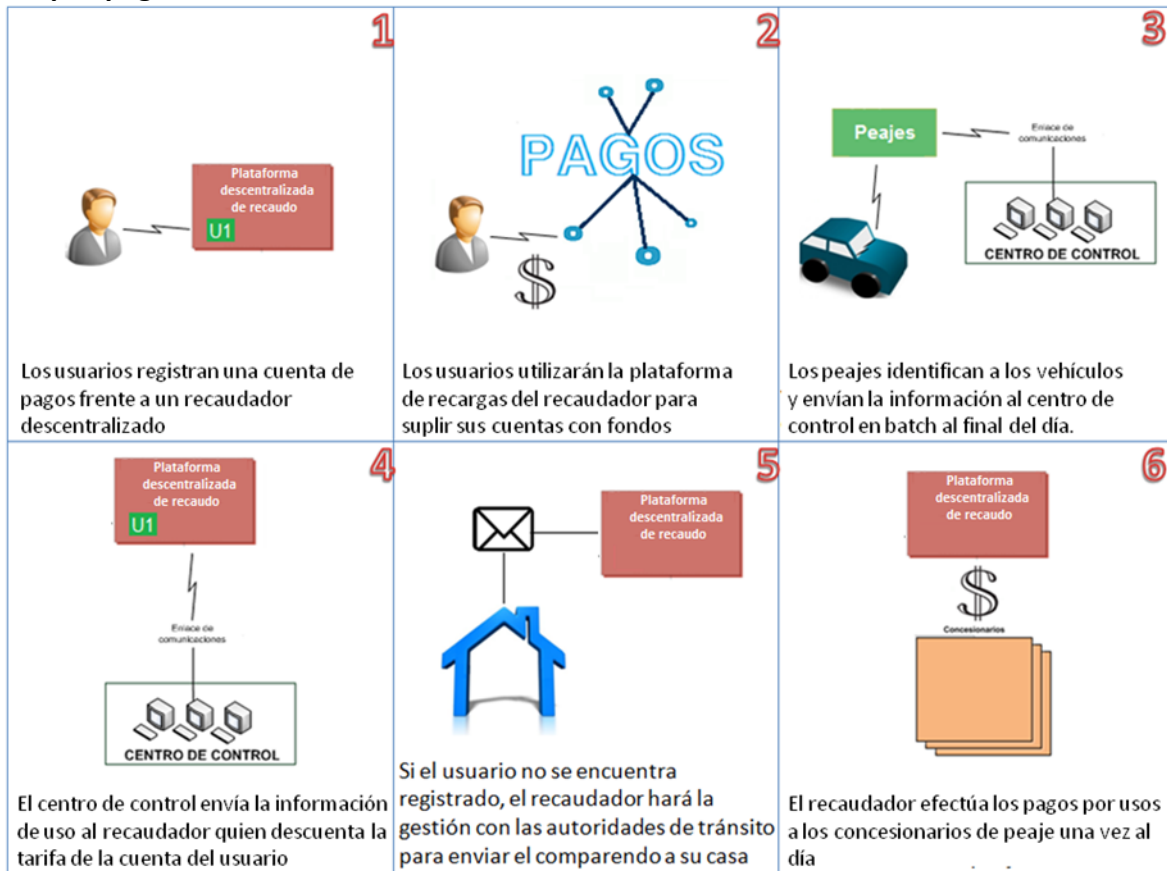 1
Plataforma
descentralizada
de recaudo
U1
Los usuarios registran una cuenta de
pagos frente a un recaudador
descentralizado
2
PAGOS
$
Los usuarios utilizarán la plataforma
de recargas del recaudador para
suplir sus cuentas con fondos
3
Peajes
Enlace de
comunicaciones
CENTRO DE CONTROL
Los peajes identifican a los vehículos
y envían la información al centro de
control en batch al final del día.
4
Plataforma
descentralizada
de recaudo
U1
Enlace de
comunicaciones
CENTRO DE CONTROL
El centro de control envía la información
de uso al recaudador quien descuenta la
tarifa de la cuenta del usuario
5
Plataforma
descentralizada
de recaudo
Si el usuario no se encuentra
registrado, el recaudador hará la
gestión con las autoridades de tránsito
para enviar el comparendo a su casa
6
Plataforma
descentralizada
de recaudo
$
Concesionarios
El recaudador efectúa los pagos por usos
a los concesionarios de peaje una vez al
día